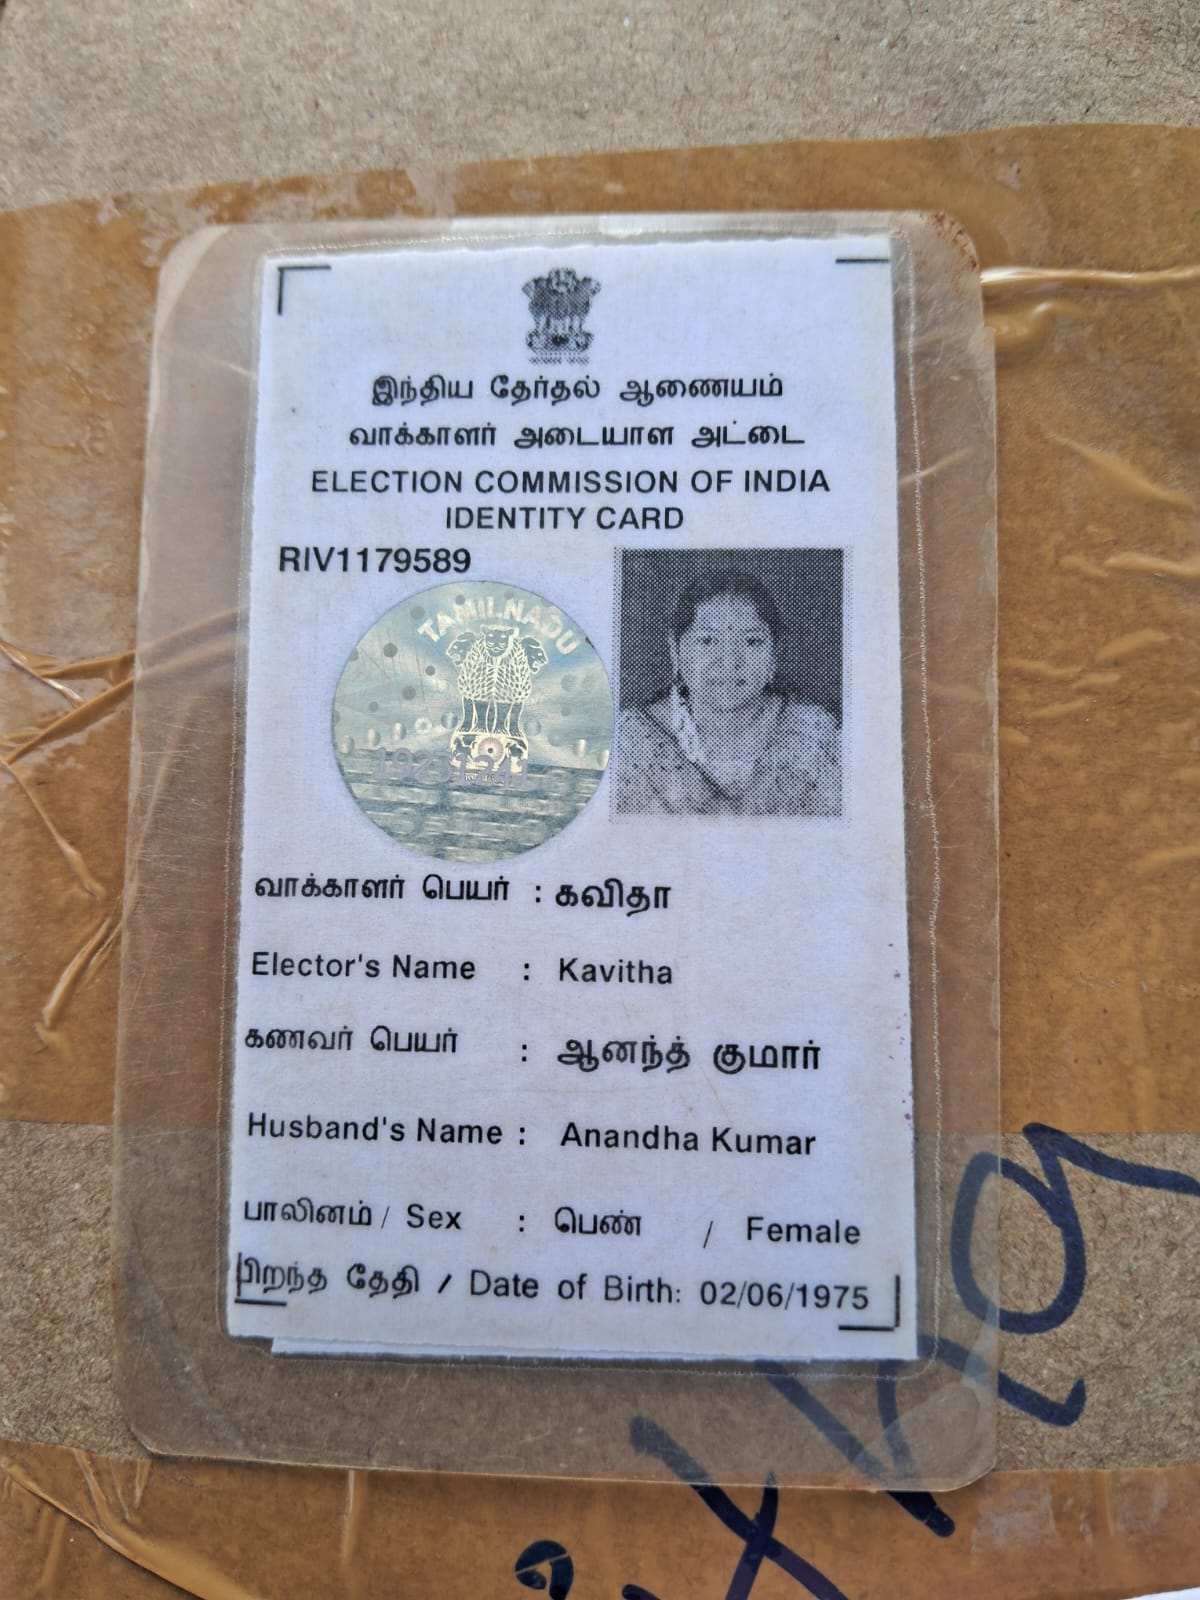 இந்திய தேர்தல் ஆணையம்
வாக்காளர் அடையாள அட்டை
ELECTION COMMISSION OF INDIA
IDENTITY CARD
RIV1179589
TAMILNADU
வாக்காளர் பெயர் : கவிதா
Elector's Name : Kavitha
கணவர் பெயர் : ஆனந்த் குமார்
Husband's Name : Anandha Kumar
பாலினம் / Sex : பெண் / Female
பிறந்த தேதி / Date of Birth: 02/06/1975